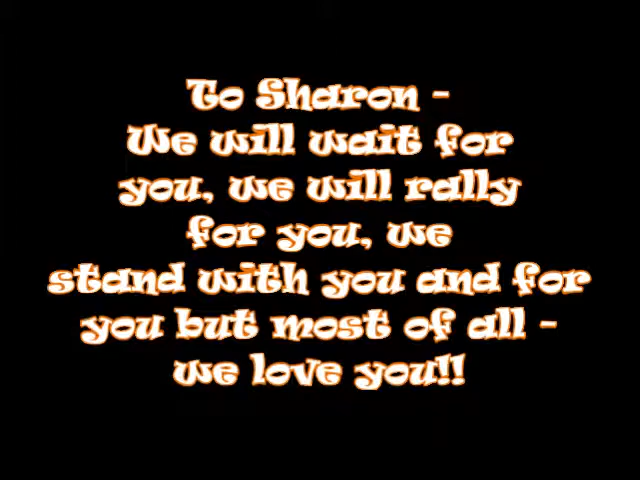 To Sharon -
We will wait for
you, we will rally
for you, we
stand with you and for
you but most of all -
we love you!!